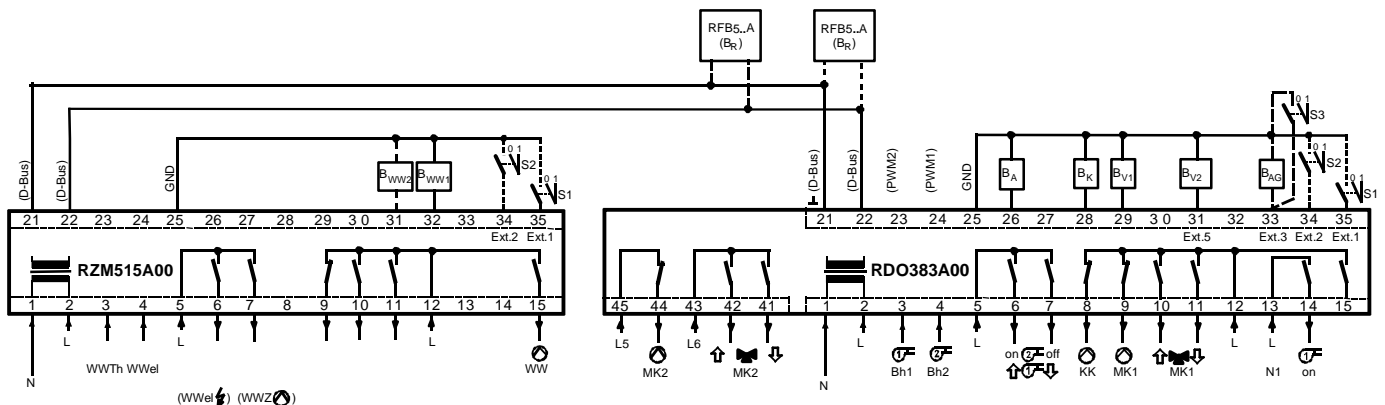 RFB5..A RFB5..A
(BR) (BR)
0 1
S3
(D-Bus) (D-Bus) GND BWW2 BWW1 0 1 S2 0 1 S1
(D-Bus) (D-Bus) (PWM2) (PWM1) GND BA BK BV1 BV2 BAG 0 1 S2 0 1 S1
21 22 23 24 25 26 27 28 29 30 31 32 33 34 35
Ext.2 Ext.1
21 22 23 24 25 26 27 28 29 30 31 32 33 34 35
Ext.5 Ext.3 Ext.2 Ext.1
RZM515A00
RDO383A00
1 2 3 4 5 6 7 8 9 10 11 12 13 14 15
45 44 43 42 41
1 2 3 4 5 6 7 8 9 10 11 12 13 14 15
L L L
L5 L6
L L on 2 off L L
WWTh WWel WW
MK2 MK2
1 2 1 1
Bh1 Bh2 KK MK1 MK1 N1 on
N N
(WWel) (WWZ)